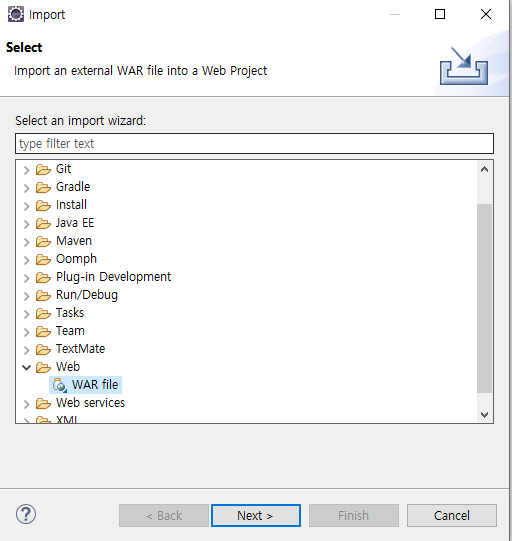 Import
Select
Import an external WAR file into a Web Project
Select an import wizard:
type filter text
Git
Gradle
Install
Java EE
Maven
Oomph
Plug-in Development
Run/Debug
Tasks
Team
TextMate
Web
WAR file
Web services
XML
< Back
Next >
Finish
Cancel